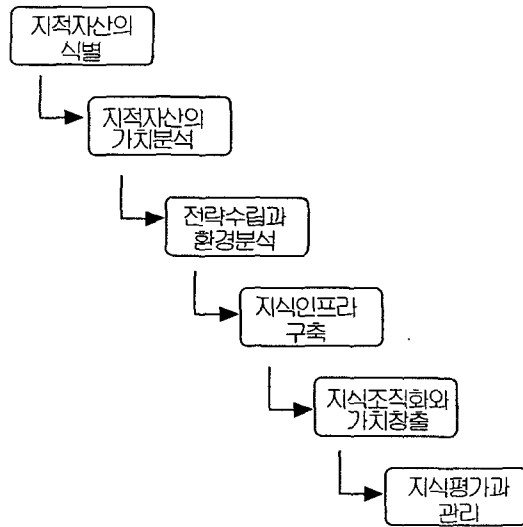 지적자산의
식별
지적자산의
가치분석
전략수립과
환경분석
지식인프라
구축
지식조직화와
가치창출
지식평가과
관리